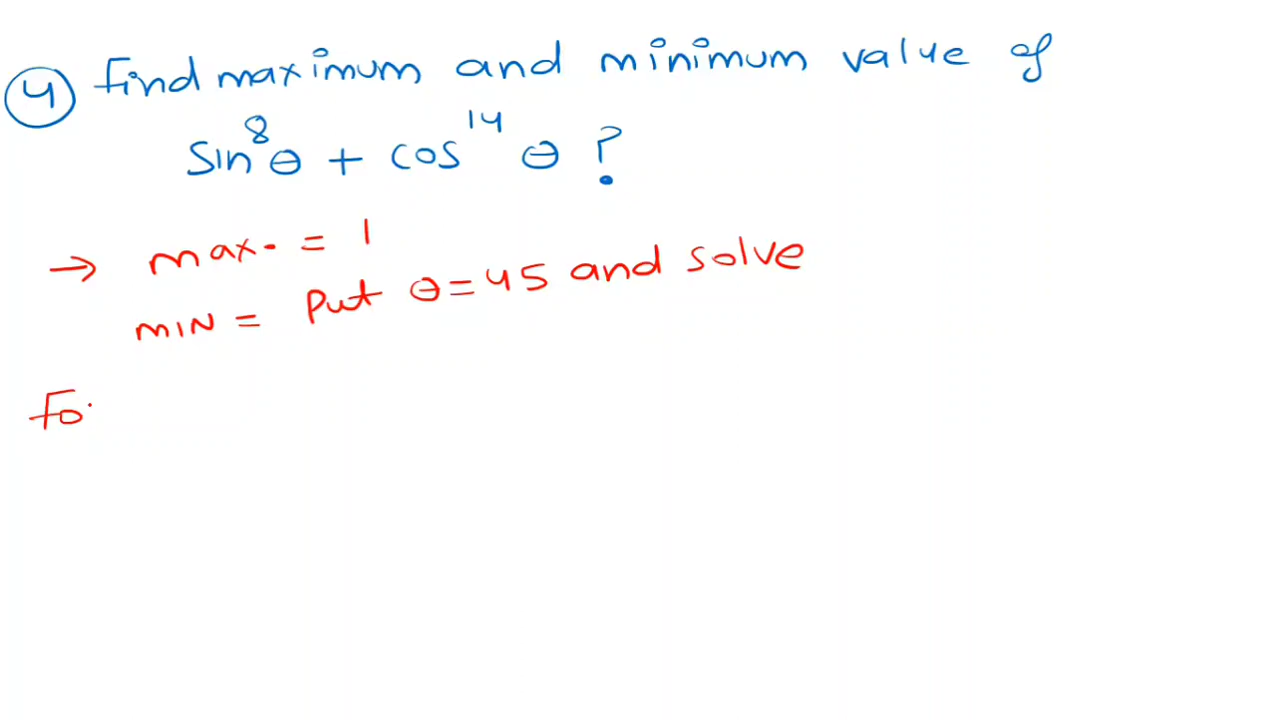 4 Find maximum and minimum value of
sin⁸θ + cos¹⁴θ ?
→ max. = 1
MIN = Put θ=45 and solve
Fo